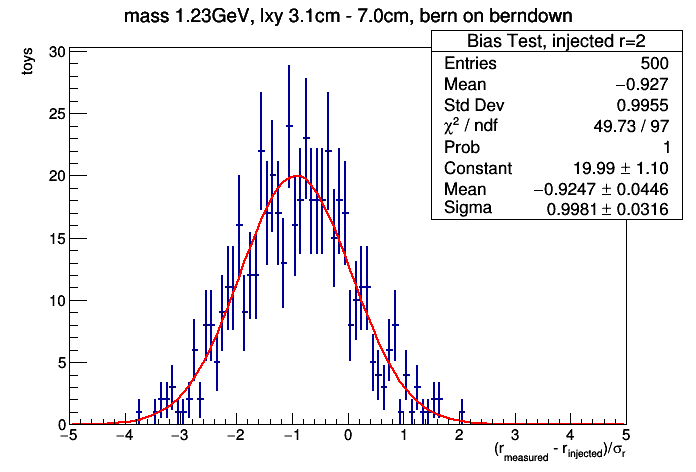 mass 1.23GeV, lxy 3.1cm - 7.0cm, bern on berndown
Bias Test, injected r=2
Entries 500
Mean −0.927
Std Dev 0.9955
χ² / ndf 49.73 / 97
Prob 1
Constant 19.99 ± 1.10
Mean −0.9247 ± 0.0446
Sigma 0.9981 ± 0.0316
toys
30
25
20
15
10
5
0
−5 −4 −3 −2 −1 0 1 2 3 4 5
(r_measured - r_injected)/σ_r